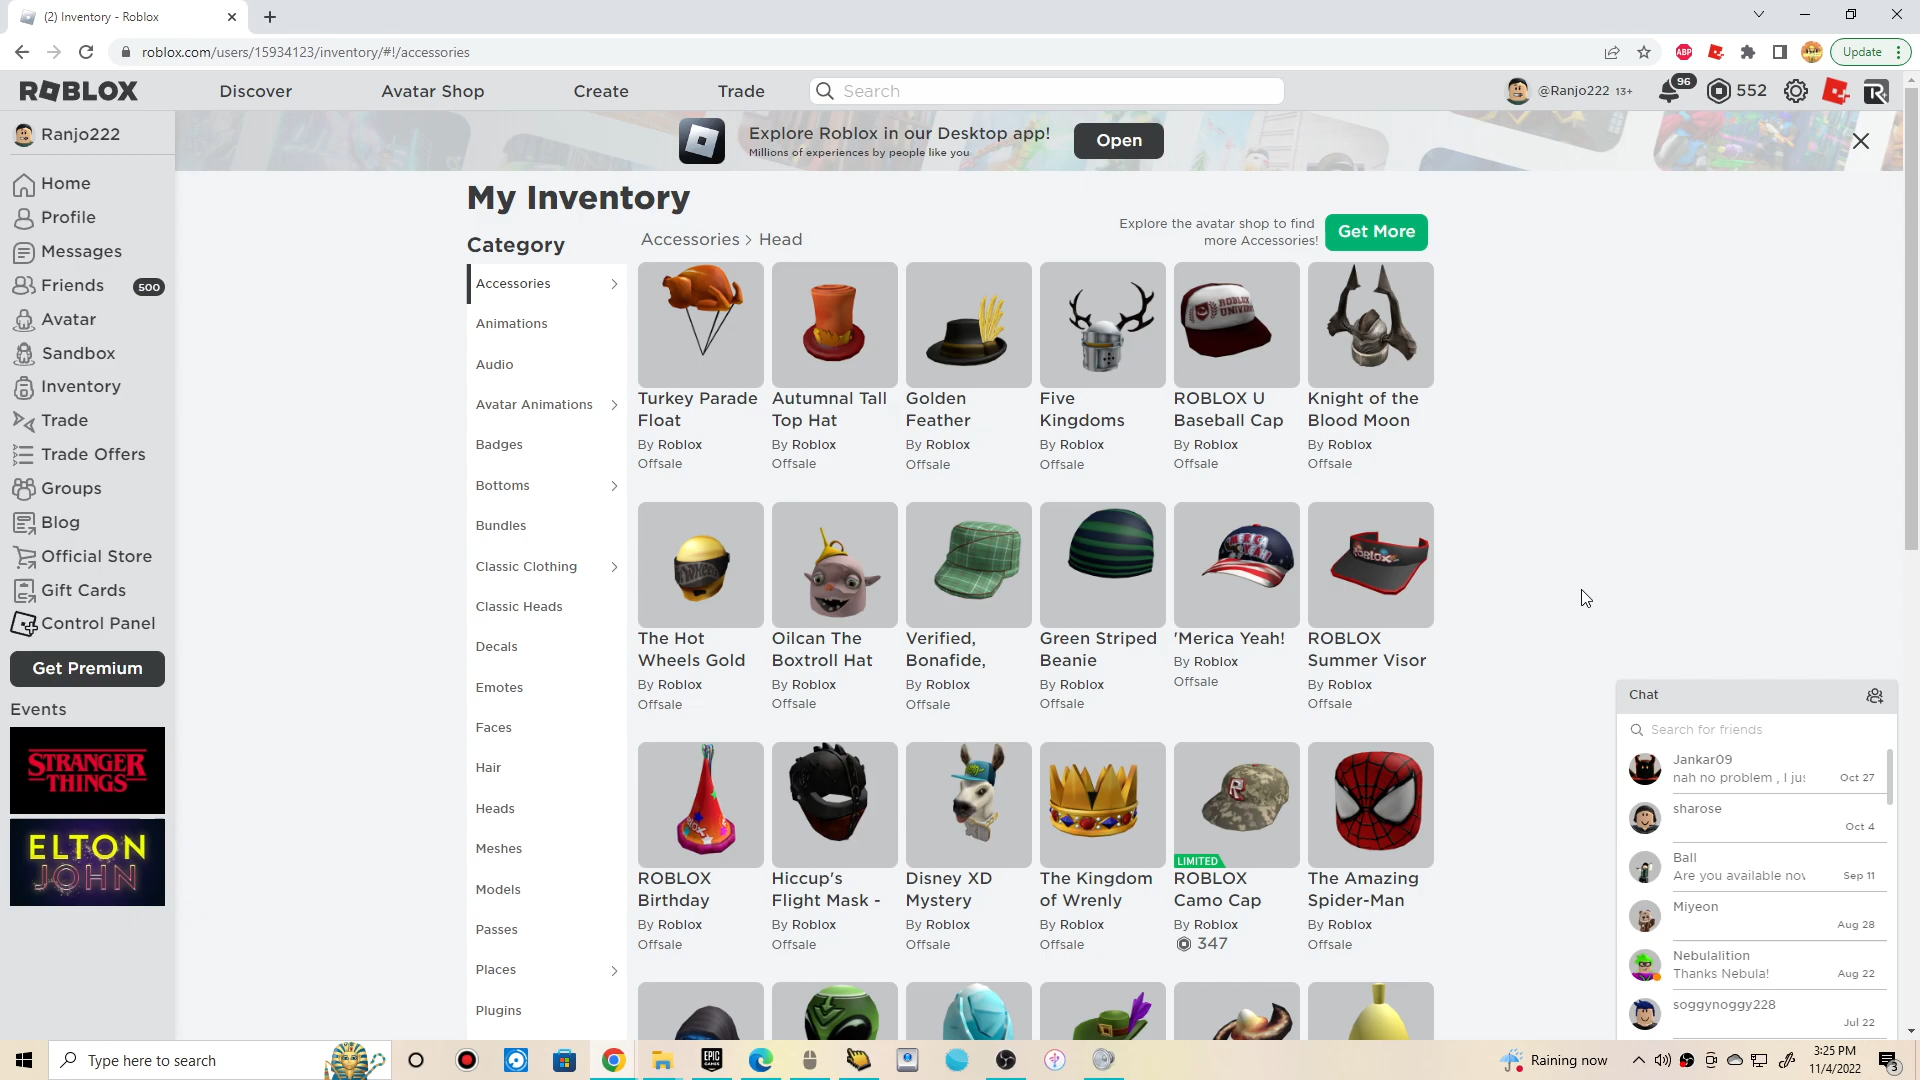 (2) Inventory - Roblox
roblox.com/users/15934123/inventory/#!/accessories
ABP
Update
ROBLOX
Discover
Avatar Shop
Create
Trade
Search
@Ranjo222 13+
96
552
Ranjo222
Home
Profile
Messages
Friends 500
Avatar
Sandbox
Inventory
Trade
Trade Offers
Groups
Blog
Official Store
Gift Cards
Control Panel
Get Premium
Events
STRANGER
THINGS
ELTON
JOHN
Explore Roblox in our Desktop app!
Millions of experiences by people like you
Open
My Inventory
Category
Accessories
Animations
Audio
Avatar Animations
Badges
Bottoms
Bundles
Classic Clothing
Classic Heads
Decals
Emotes
Faces
Hair
Heads
Meshes
Models
Passes
Places
Plugins
Accessories > Head
Explore the avatar shop to find
more Accessories!
Get More
Turkey Parade
Float
By Roblox
Offsale
Autumnal Tall
Top Hat
By Roblox
Offsale
Golden
Feather
By Roblox
Offsale
Five
Kingdoms
By Roblox
Offsale
ROBLOX U
Baseball Cap
By Roblox
Offsale
Knight of the
Blood Moon
By Roblox
Offsale
The Hot
Wheels Gold
By Roblox
Offsale
Oilcan The
Boxtroll Hat
By Roblox
Offsale
Verified,
Bonafide,
By Roblox
Offsale
Green Striped
Beanie
By Roblox
Offsale
'Merica Yeah!
By Roblox
Offsale
ROBLOX
Summer Visor
By Roblox
Offsale
ROBLOX
Birthday
By Roblox
Offsale
Hiccup's
Flight Mask -
By Roblox
Offsale
Disney XD
Mystery
By Roblox
Offsale
The Kingdom
of Wrenly
By Roblox
Offsale
LIMITED
ROBLOX
Camo Cap
By Roblox
347
The Amazing
Spider-Man
By Roblox
Offsale
Chat
Search for friends
Jankar09
nah no problem , I jus
Oct 27
sharose
Oct 4
Ball
Are you available nov
Sep 11
Miyeon
Aug 28
Nebulalition
Thanks Nebula!
Aug 22
soggynoggy228
Jul 22
Type here to search
EPIC
GAMES
Raining now
3:25 PM
11/4/2022
3